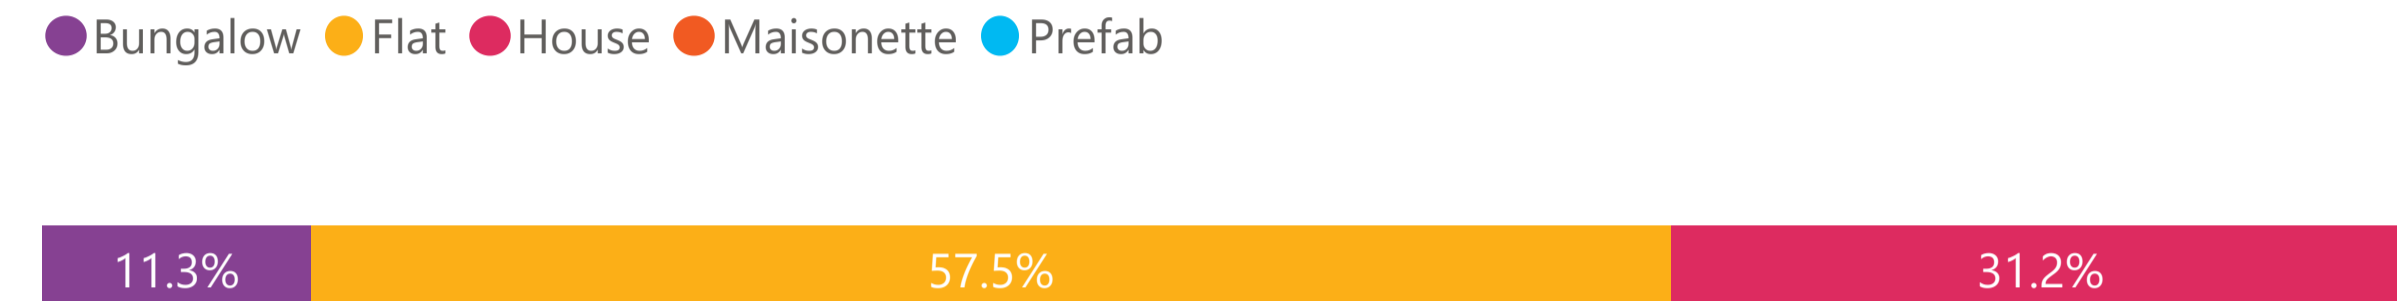 Bungalow Flat House Maisonette Prefab
11.3% 57.5% 31.2%